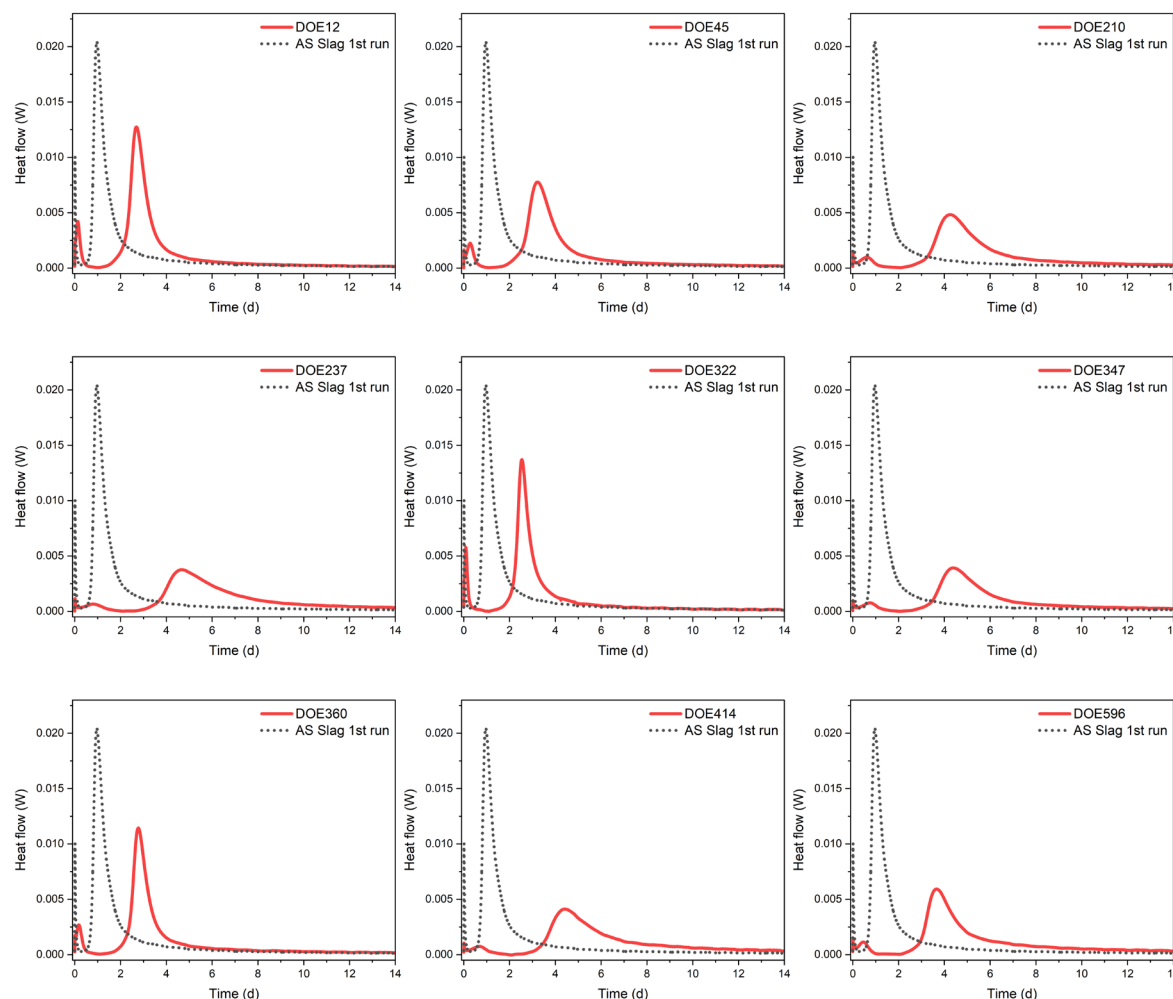 DOE12
AS Slag 1st run
0.020
0.015
0.010
0.005
0.000
Heat flow (W)
0 2 4 6 8 10 12 14
Time (d)
DOE45
AS Slag 1st run
0.020
0.015
0.010
0.005
0.000
Heat flow (W)
0 2 4 6 8 10 12 14
Time (d)
DOE210
AS Slag 1st run
0.020
0.015
0.010
0.005
0.000
Heat flow (W)
0 2 4 6 8 10 12 14
Time (d)
DOE237
AS Slag 1st run
0.020
0.015
0.010
0.005
0.000
Heat flow (W)
0 2 4 6 8 10 12 14
Time (d)
DOE322
AS Slag 1st run
0.020
0.015
0.010
0.005
0.000
Heat flow (W)
0 2 4 6 8 10 12 14
Time (d)
DOE347
AS Slag 1st run
0.020
0.015
0.010
0.005
0.000
Heat flow (W)
0 2 4 6 8 10 12 14
Time (d)
DOE360
AS Slag 1st run
0.020
0.015
0.010
0.005
0.000
Heat flow (W)
0 2 4 6 8 10 12 14
Time (d)
DOE414
AS Slag 1st run
0.020
0.015
0.010
0.005
0.000
Heat flow (W)
0 2 4 6 8 10 12 14
Time (d)
DOE596
AS Slag 1st run
0.020
0.015
0.010
0.005
0.000
Heat flow (W)
0 2 4 6 8 10 12 14
Time (d)